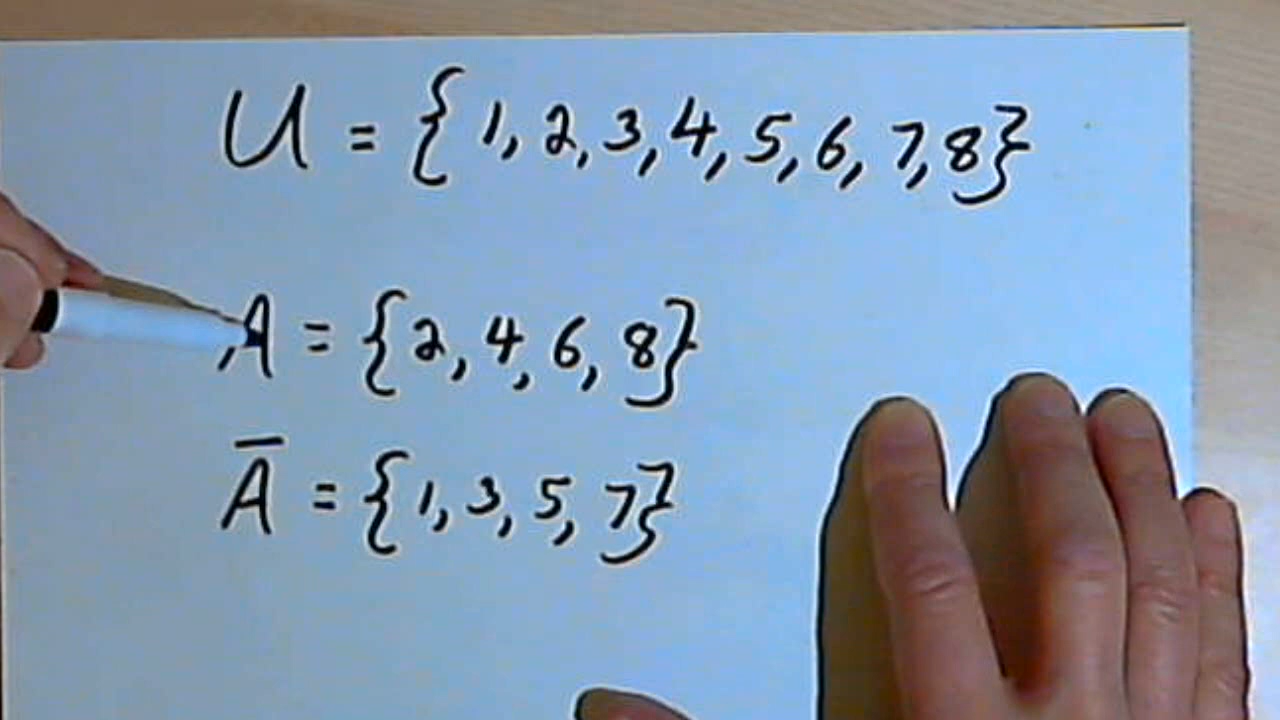 U = {1, 2, 3, 4, 5, 6, 7, 8}
A = {2, 4, 6, 8}
Ā = {1, 3, 5, 7}